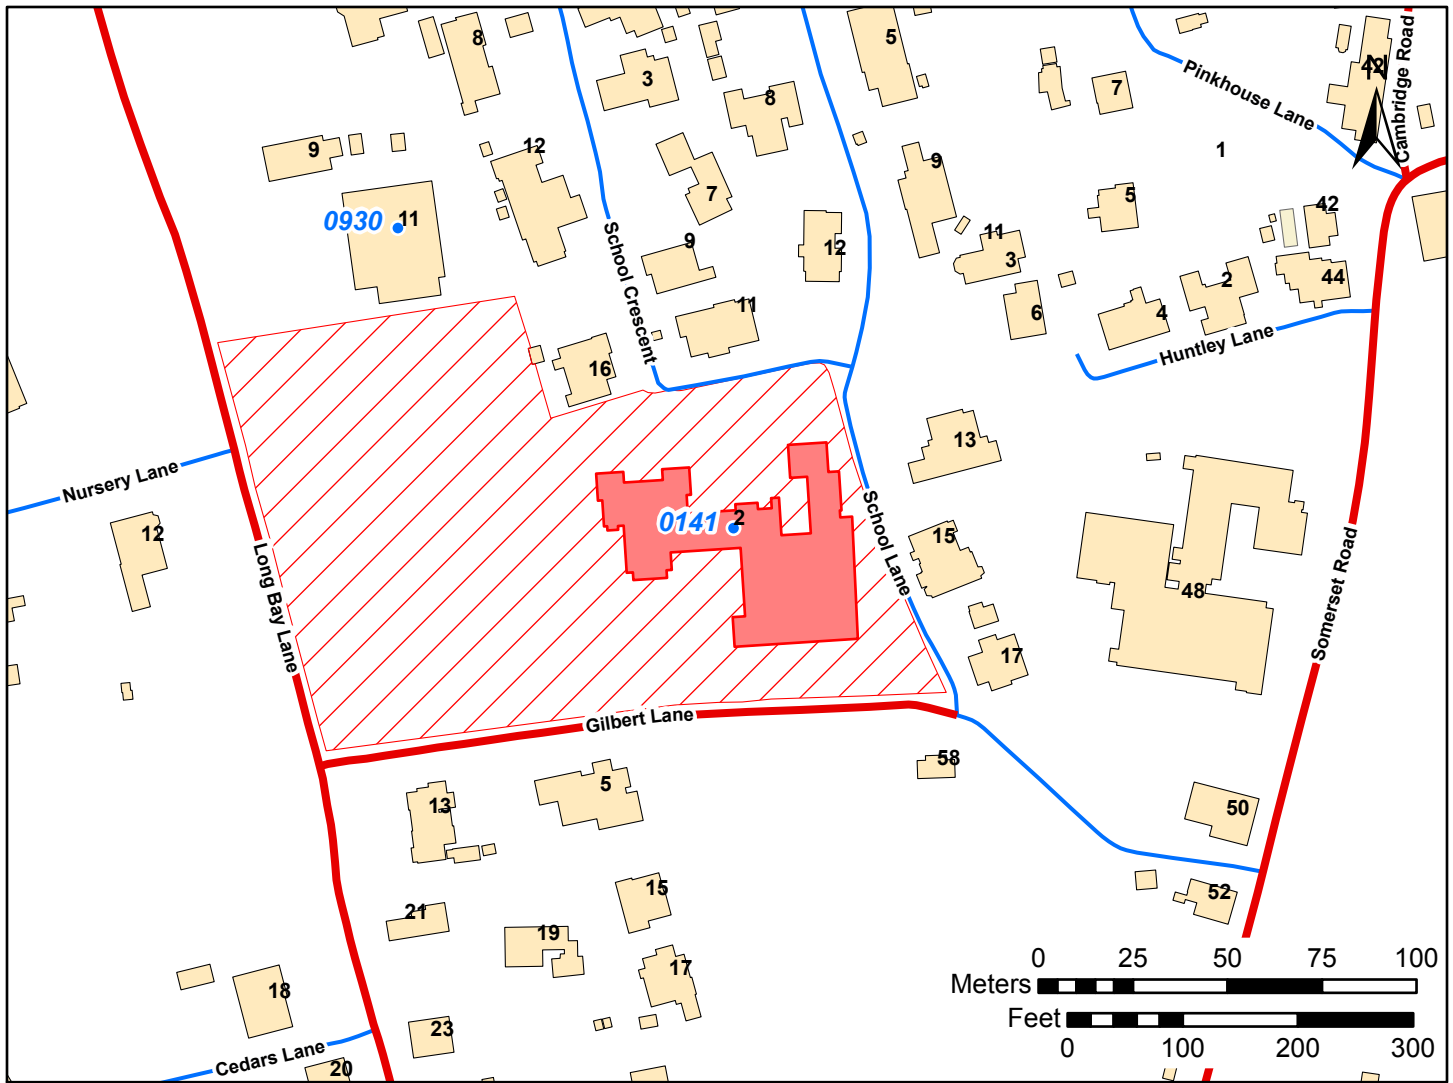 8
3
8
5
7
42
N
Cambridge Road
Pinkhouse Lane
1
9
12
9
7
5
42
0930
11
School Crescent
9
12
11
3
2
44
11
6
4
Huntley Lane
16
13
Nursery Lane
12
0141
2
School Lane
15
48
Long Bay Lane
Somerset Road
17
Gilbert Lane
58
5
13
50
15
52
21
19
17
18
23
Cedars Lane
20
0 25 50 75 100
Meters
Feet
0 100 200 300